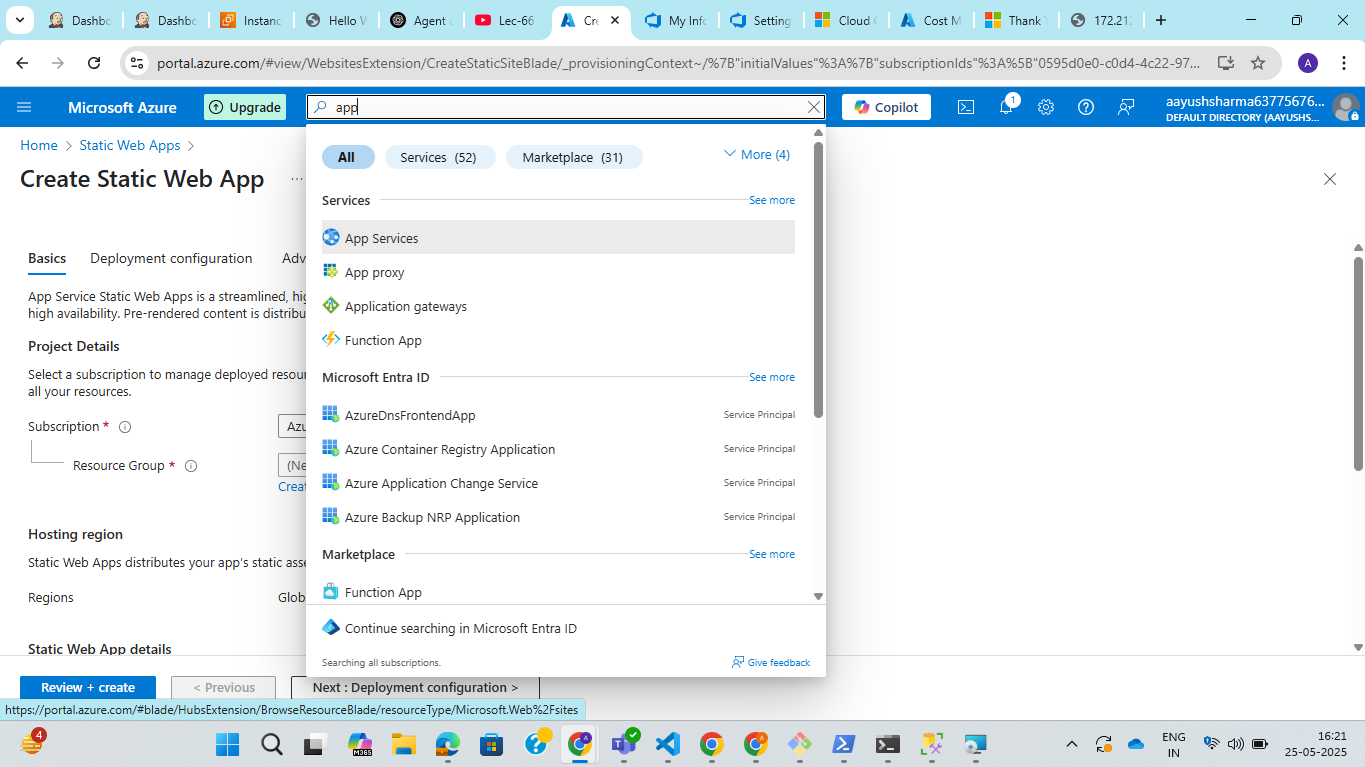 Dashbo
Dashbo
Instanc
Hello W
Agent a
Lec-66
Cre
My Info
Setting
Cloud C
Cost M
Thank Y
172.212
portal.azure.com/#view/WebsitesExtension/CreateStaticSiteBlade/_provisioningContext~/%7B"initialValues"%3A%7B"subscriptionIds"%3A%5B"0595d0e0-c0d4-4c22-97...
A
Microsoft Azure
Upgrade
app
Copilot
1
aayushsharma63775676...
DEFAULT DIRECTORY (AAYUSHS...
Home > Static Web Apps >
Create Static Web App ...
All
Services (52)
Marketplace (31)
More (4)
Services
See more
App Services
App proxy
Application gateways
Function App
Microsoft Entra ID
See more
AzureDnsFrontendApp
Service Principal
Azure Container Registry Application
Service Principal
Azure Application Change Service
Service Principal
Azure Backup NRP Application
Service Principal
Marketplace
See more
Function App
Continue searching in Microsoft Entra ID
Searching all subscriptions.
Give feedback
Basics
Deployment configuration
Adv
App Service Static Web Apps is a streamlined, hig
high availability. Pre-rendered content is distribu
Project Details
Select a subscription to manage deployed resour
all your resources.
Subscription *
Azu
Resource Group *
(Ne
Creat
Hosting region
Static Web Apps distributes your app's static asse
Regions
Glob
Static Web App details
Review + create
< Previous
Next : Deployment configuration >
https://portal.azure.com/#blade/HubsExtension/BrowseResourceBlade/resourceType/Microsoft.Web%2Fsites
4
M365
ENG
IN
16:21
25-05-2025